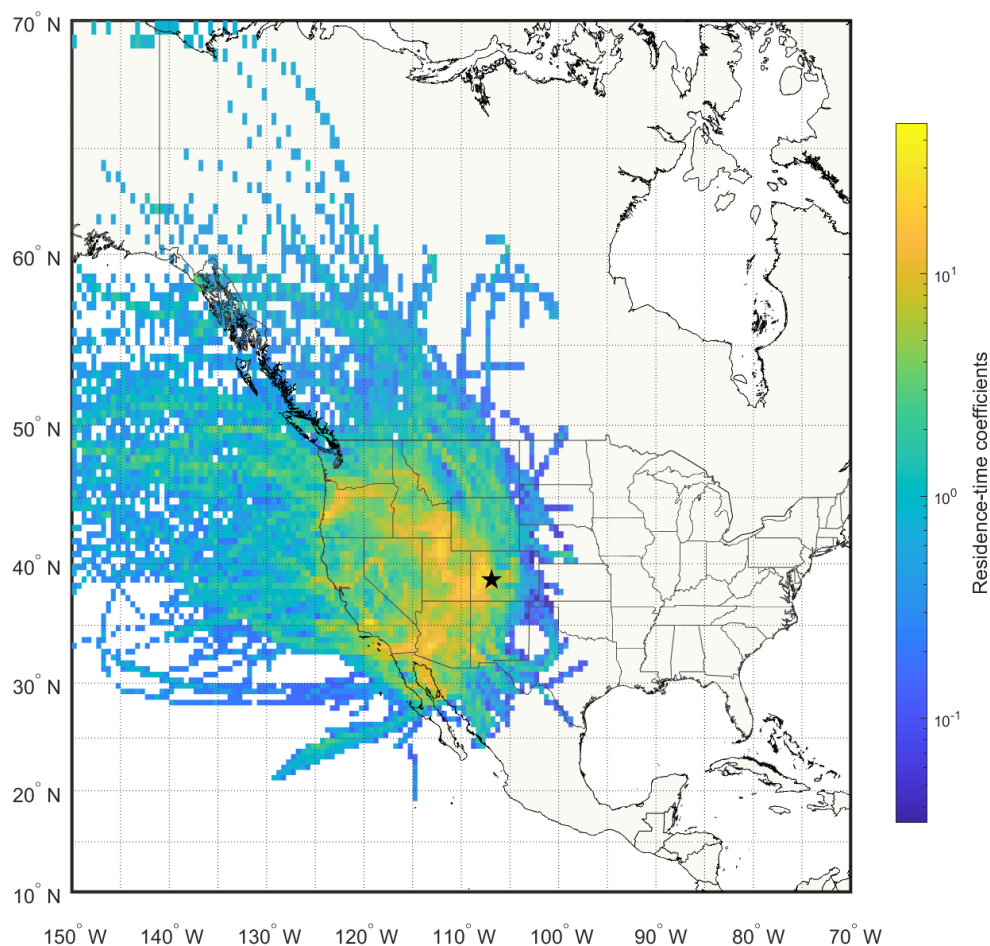 70° N
60° N
50° N
40° N
30° N
20° N
10° N
150° W 140° W 130° W 120° W 110° W 100° W 90° W 80° W 70° W
10¹
10⁰
10⁻¹
Residence-time coefficients